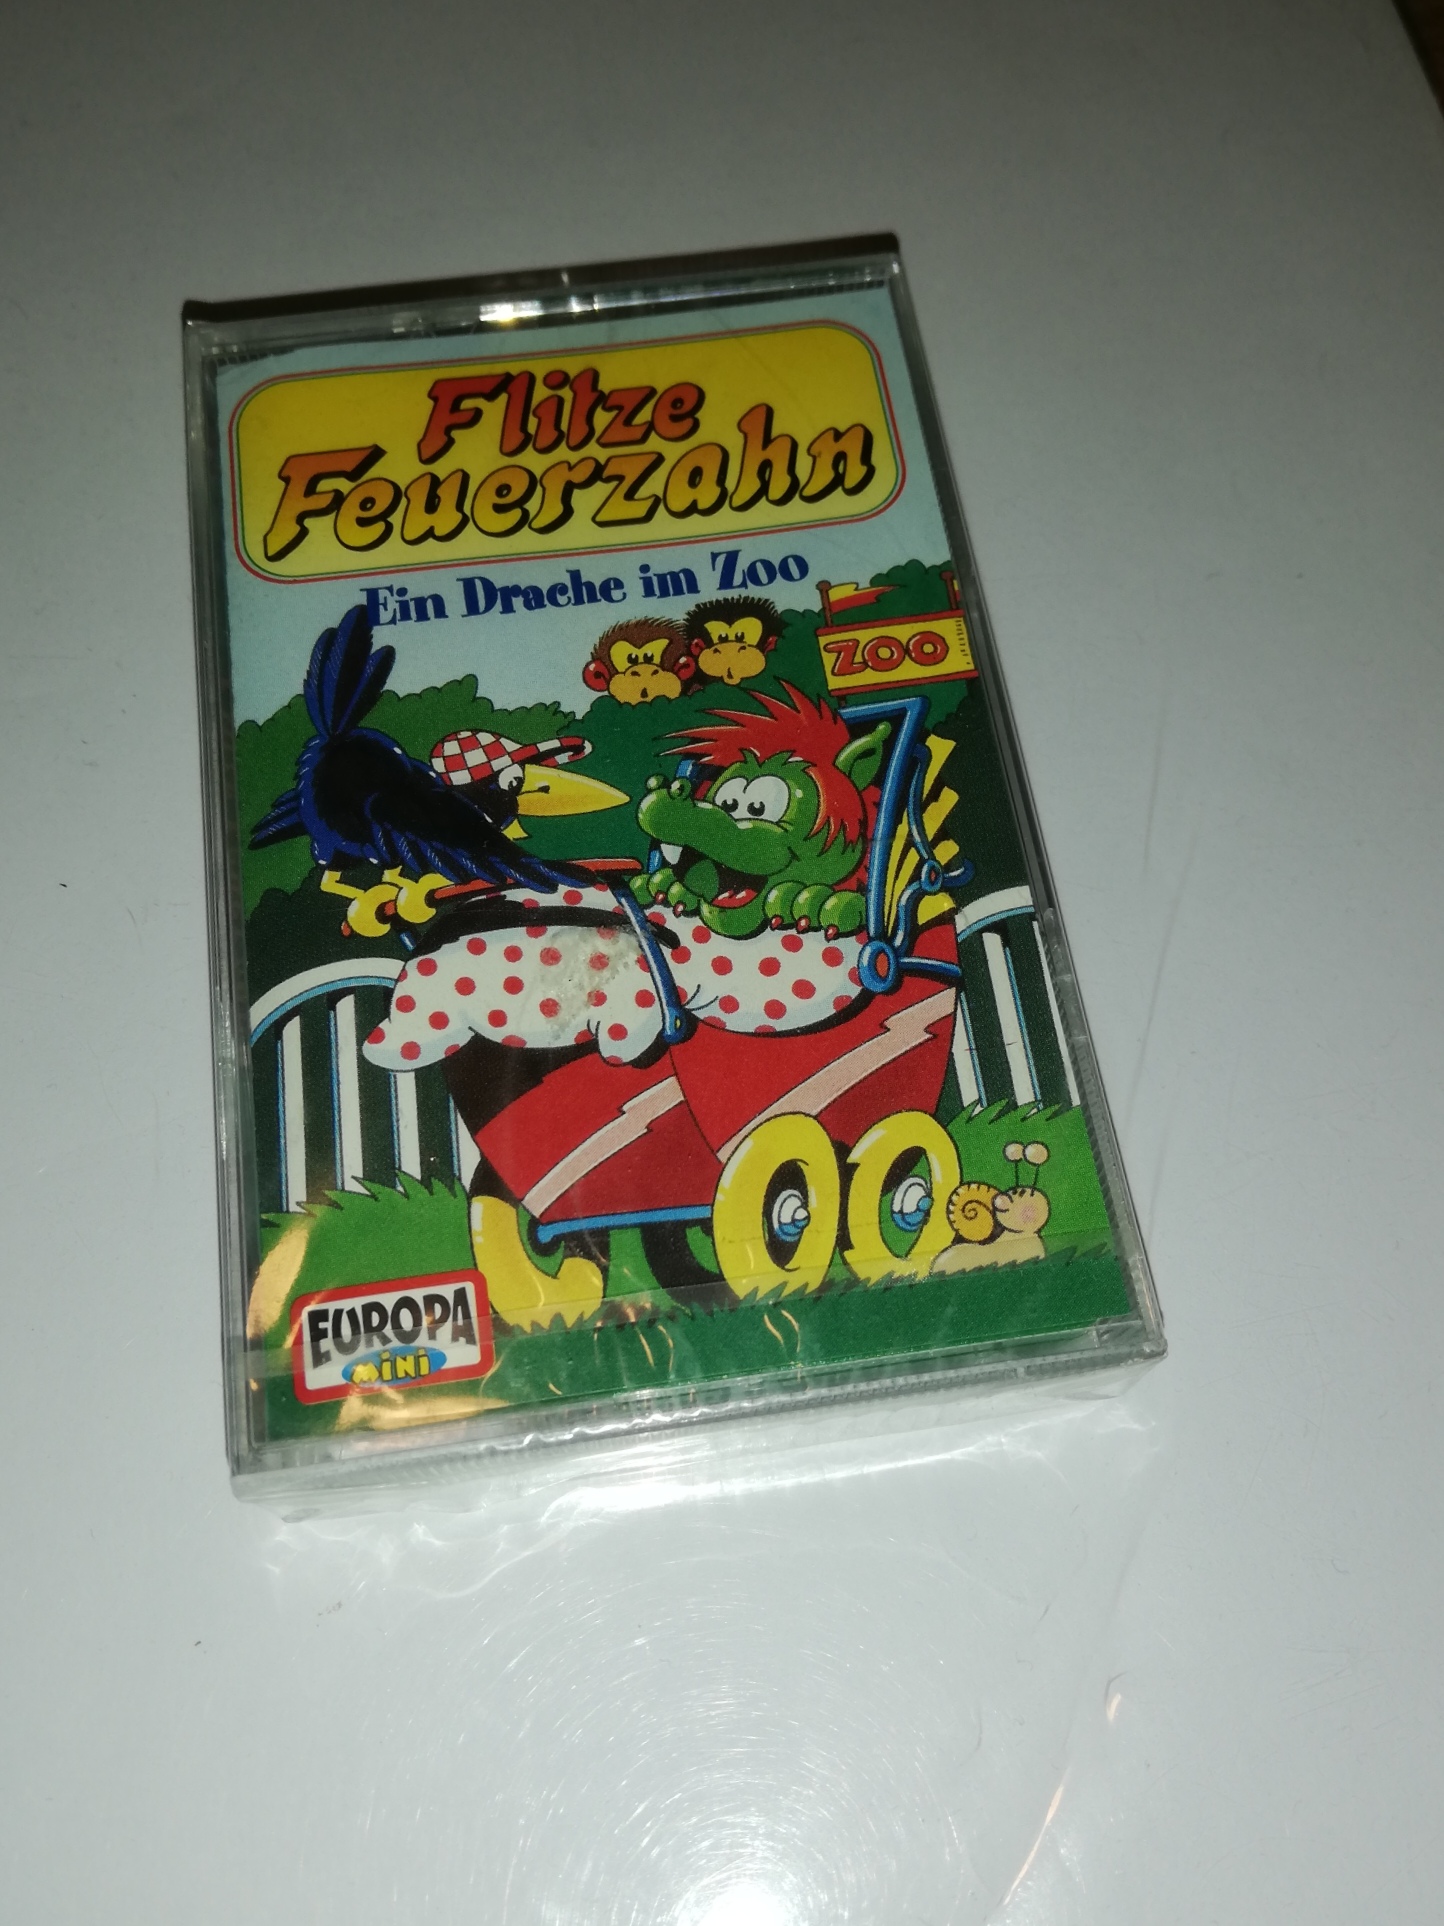 Flitze
Feuerzahn
Ein Drache im Zoo
ZOO
EUROPA
MINI